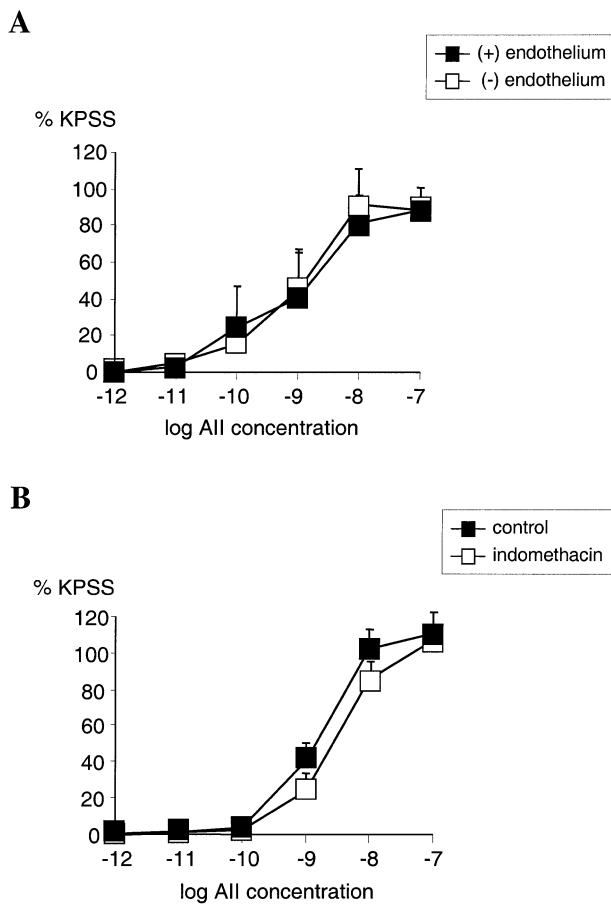 A
(+) endothelium
(-) endothelium
% KPSS
120
100
80
60
40
20
0
-12 -11 -10 -9 -8 -7
log AII concentration
B
control
indomethacin
% KPSS
120
100
80
60
40
20
0
-12 -11 -10 -9 -8 -7
log AII concentration